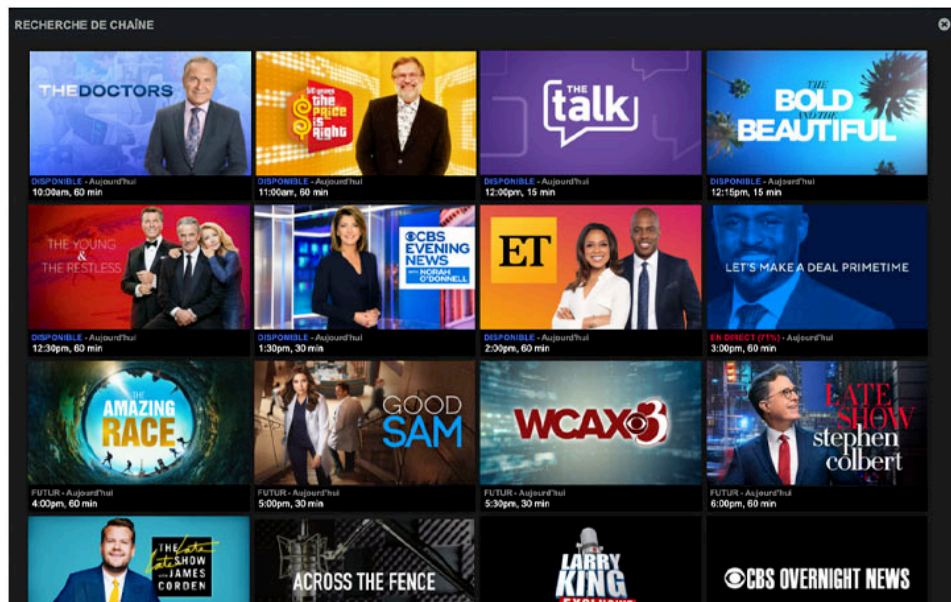 RECHERCHE DE CHAÎNE
THE DOCTORS
DISPONIBLE - Aujourd'hui
10:00am, 60 min
the
PRICE
is
Right
DISPONIBLE - Aujourd'hui
11:00am, 60 min
THE
talk
DISPONIBLE - Aujourd'hui
12:00pm, 15 min
THE
BOLD
AND THE
BEAUTIFUL
DISPONIBLE - Aujourd'hui
12:15pm, 15 min
THE YOUNG
&
THE RESTLESS
DISPONIBLE - Aujourd'hui
12:30pm, 60 min
CBS
EVENING
NEWS
WITH NORAH
O'DONNELL
DISPONIBLE - Aujourd'hui
1:30pm, 30 min
ET
DISPONIBLE - Aujourd'hui
2:00pm, 60 min
LET'S MAKE A DEAL PRIMETIME
EN DIRECT (71%) - Aujourd'hui
3:00pm, 60 min
THE
AMAZING
RACE
FUTUR - Aujourd'hui
4:00pm, 60 min
GOOD
SAM
FUTUR - Aujourd'hui
5:00pm, 30 min
WCAX 3
FUTUR - Aujourd'hui
5:30pm, 30 min
LATE
SHOW
stephen
colbert
FUTUR - Aujourd'hui
6:00pm, 60 min
THE Late
Late SHOW
with JAMES
CORDEN
ACROSS THE FENCE
LARRY
KING
EXCLUSIVE
CBS OVERNIGHT NEWS